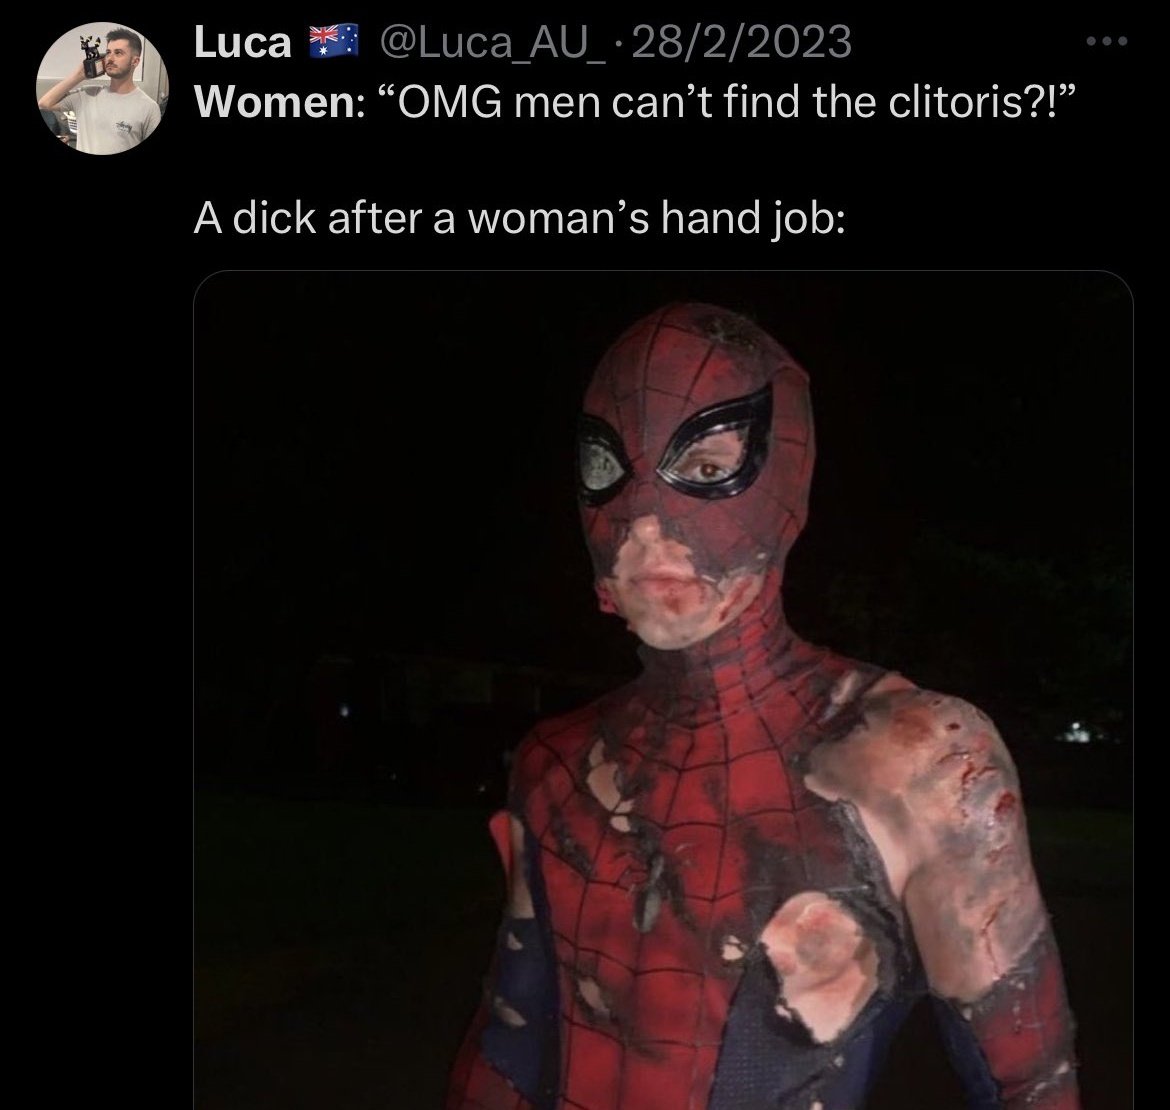 Luca 🇦🇺 @Luca_AU_ · 28/2/2023
Women: “OMG men can’t find the clitoris?!”
A dick after a woman’s hand job: